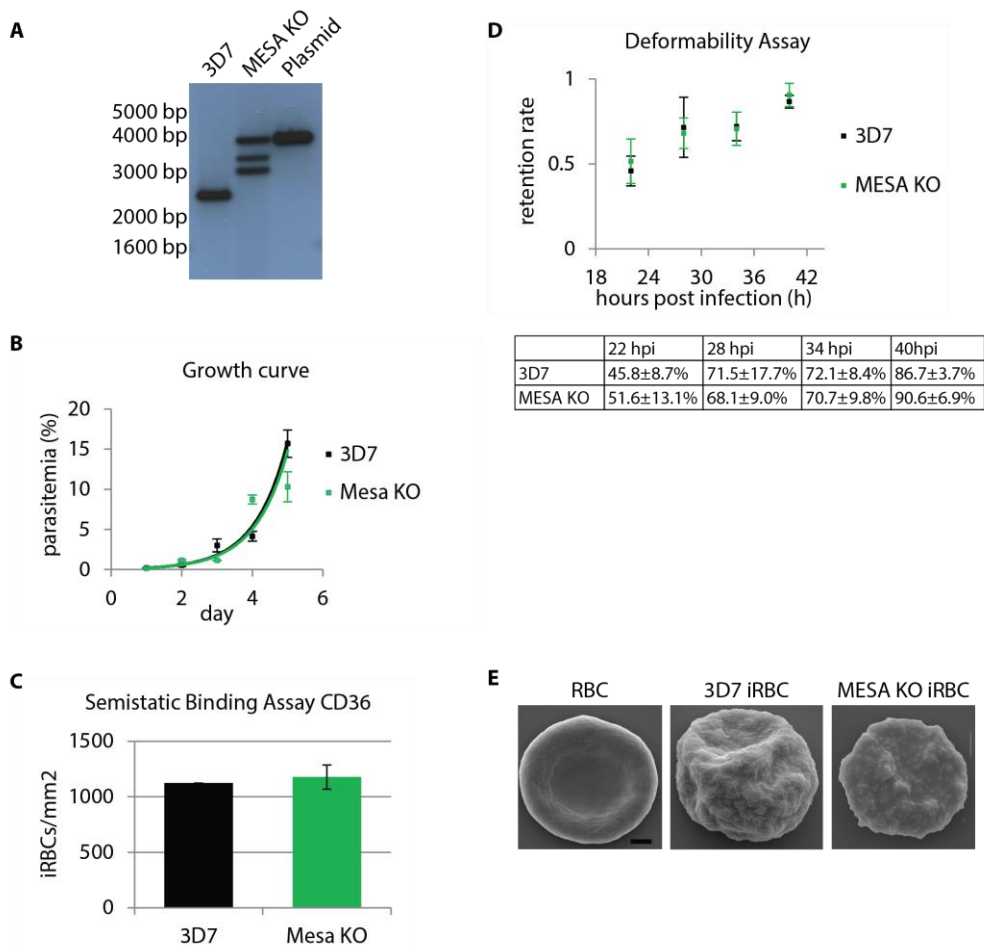 A
3D7
MESA KO
Plasmid
5000 bp
4000 bp
3000 bp
2000 bp
1600 bp
B
Growth curve
parasitemia (%)
20
15
10
5
0
0 2 4 6
day
3D7
Mesa KO
C
Semistatic Binding Assay CD36
iRBCs/mm2
1500
1000
500
0
3D7 Mesa KO
D
Deformability Assay
retention rate
1
0.5
0
18 24 30 36 42
hours post infection (h)
3D7
MESA KO
22 hpi 28 hpi 34 hpi 40hpi
3D7 45.8±8.7% 71.5±17.7% 72.1±8.4% 86.7±3.7%
MESA KO 51.6±13.1% 68.1±9.0% 70.7±9.8% 90.6±6.9%
E
RBC 3D7 iRBC MESA KO iRBC